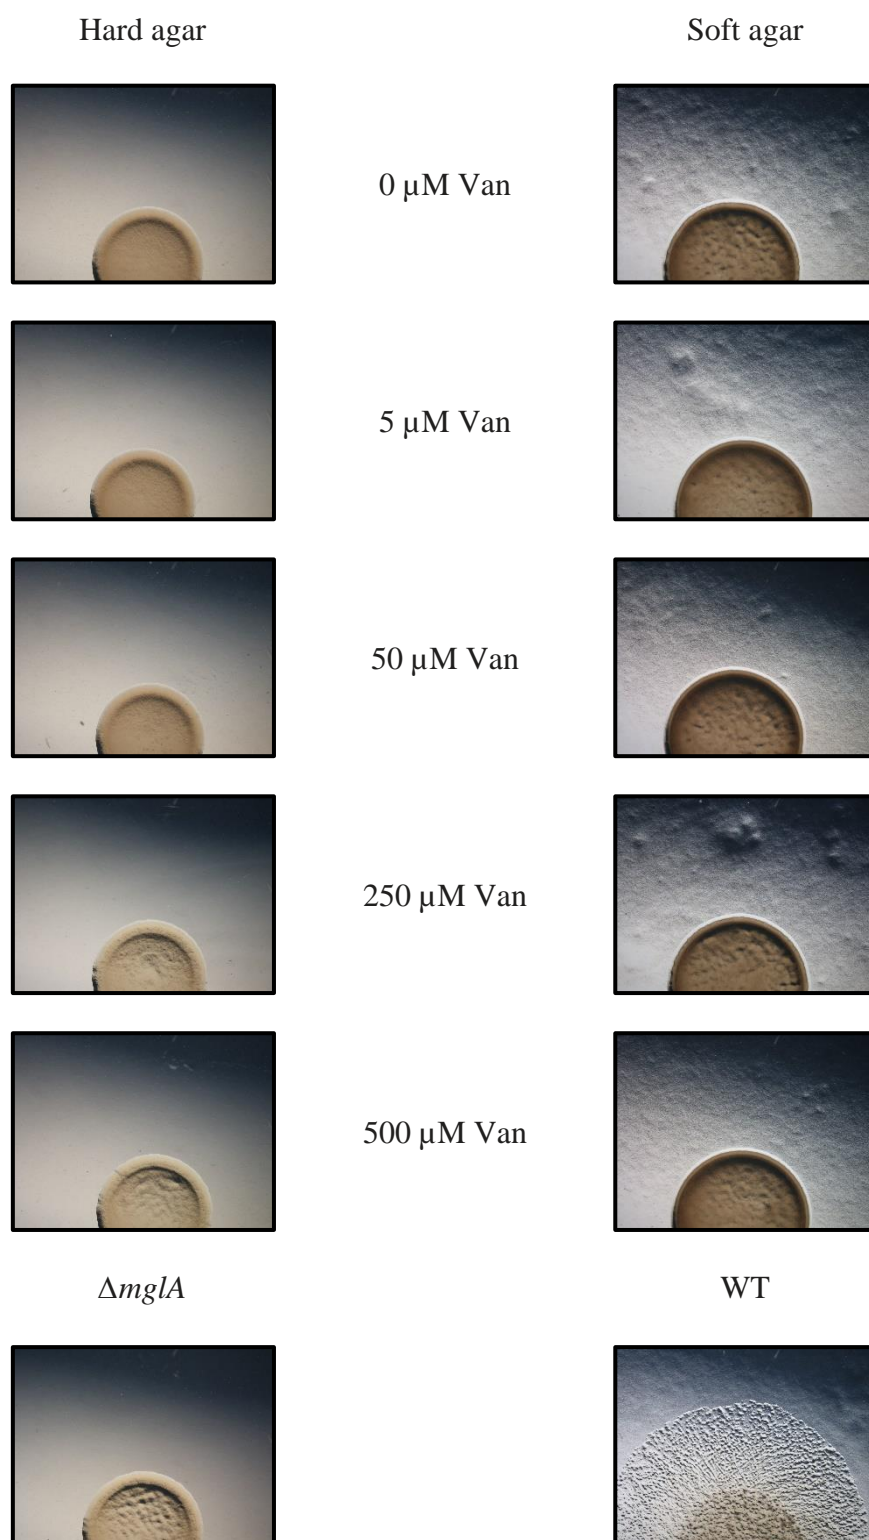 Hard agar
Soft agar
0 µM Van
5 µM Van
50 µM Van
250 µM Van
500 µM Van
ΔmglA
WT